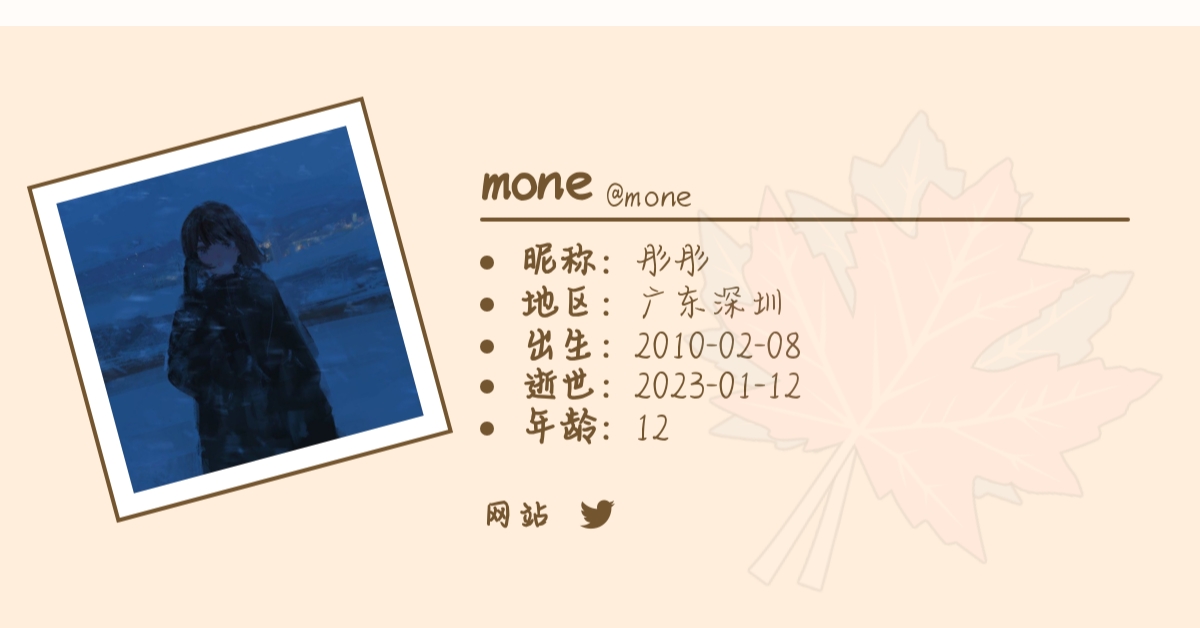 mone @mone
昵称：彤彤
地区：广东深圳
出生：2010-02-08
逝世：2023-01-12
年龄：12
网站